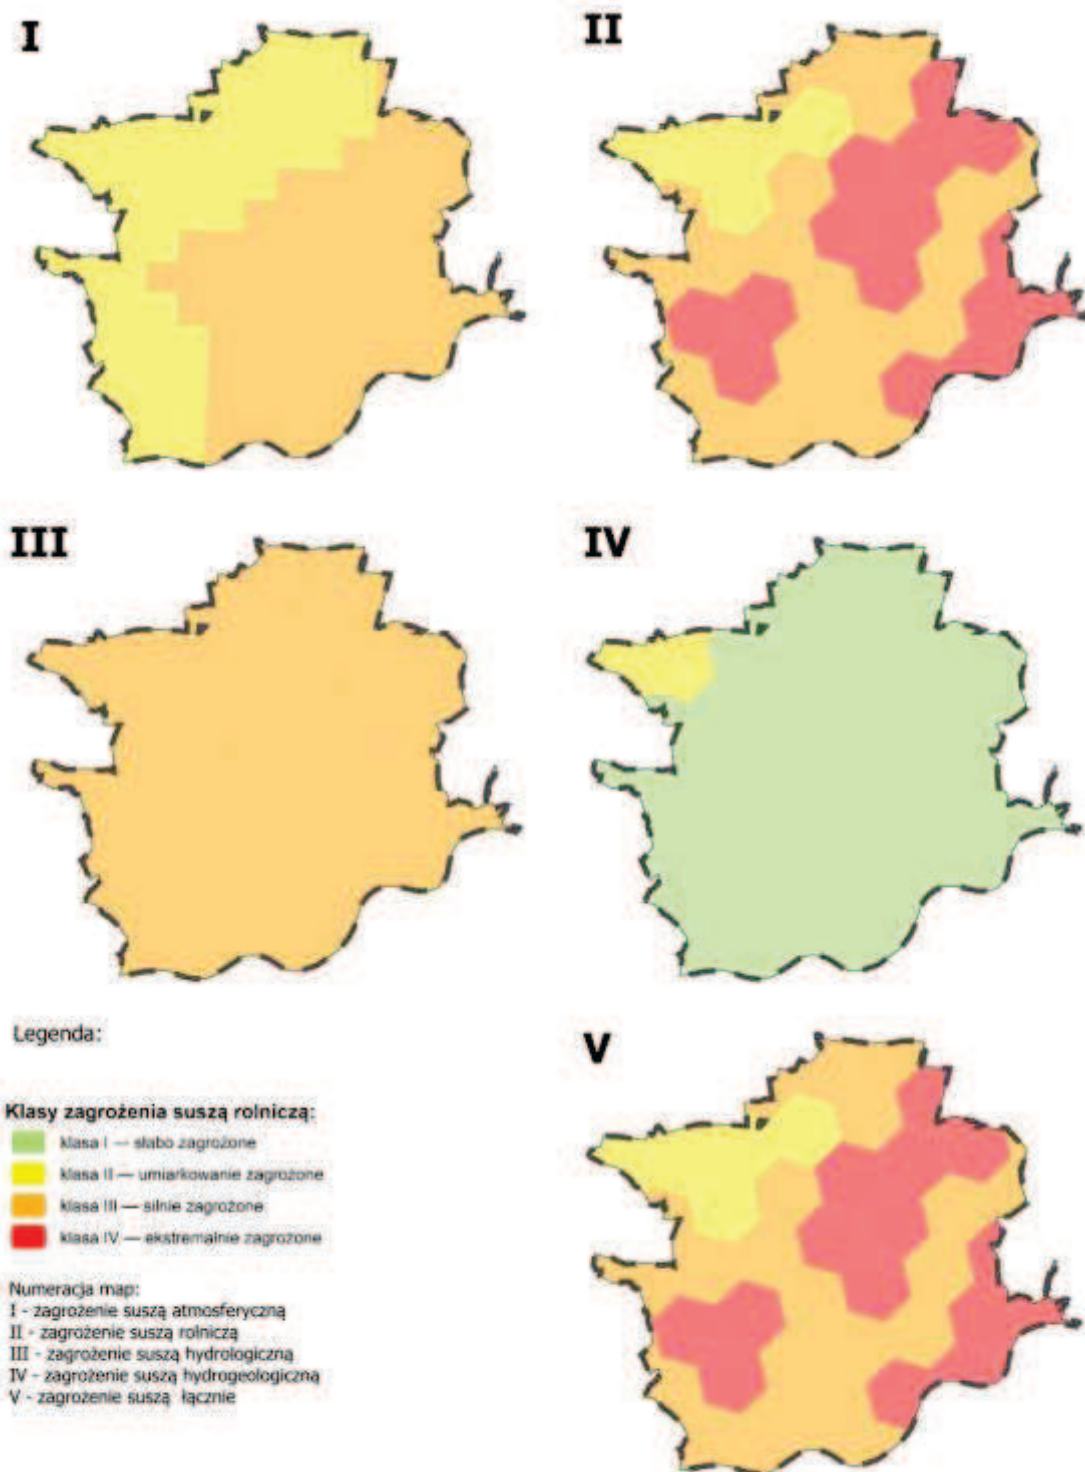 I
II
III
IV
Legenda:
V
Klasy zagrożenia suszą rolniczą:
klasa I — słabo zagrożone
klasa II — umiarkowanie zagrożone
klasa III — silnie zagrożone
klasa IV — ekstremalnie zagrożone
Numeracja map:
I - zagrożenie suszą atmosferyczną
II - zagrożenie suszą rolniczą
III - zagrożenie suszą hydrologiczną
IV - zagrożenie suszą hydrogeologiczną
V - zagrożenie suszą łącznie